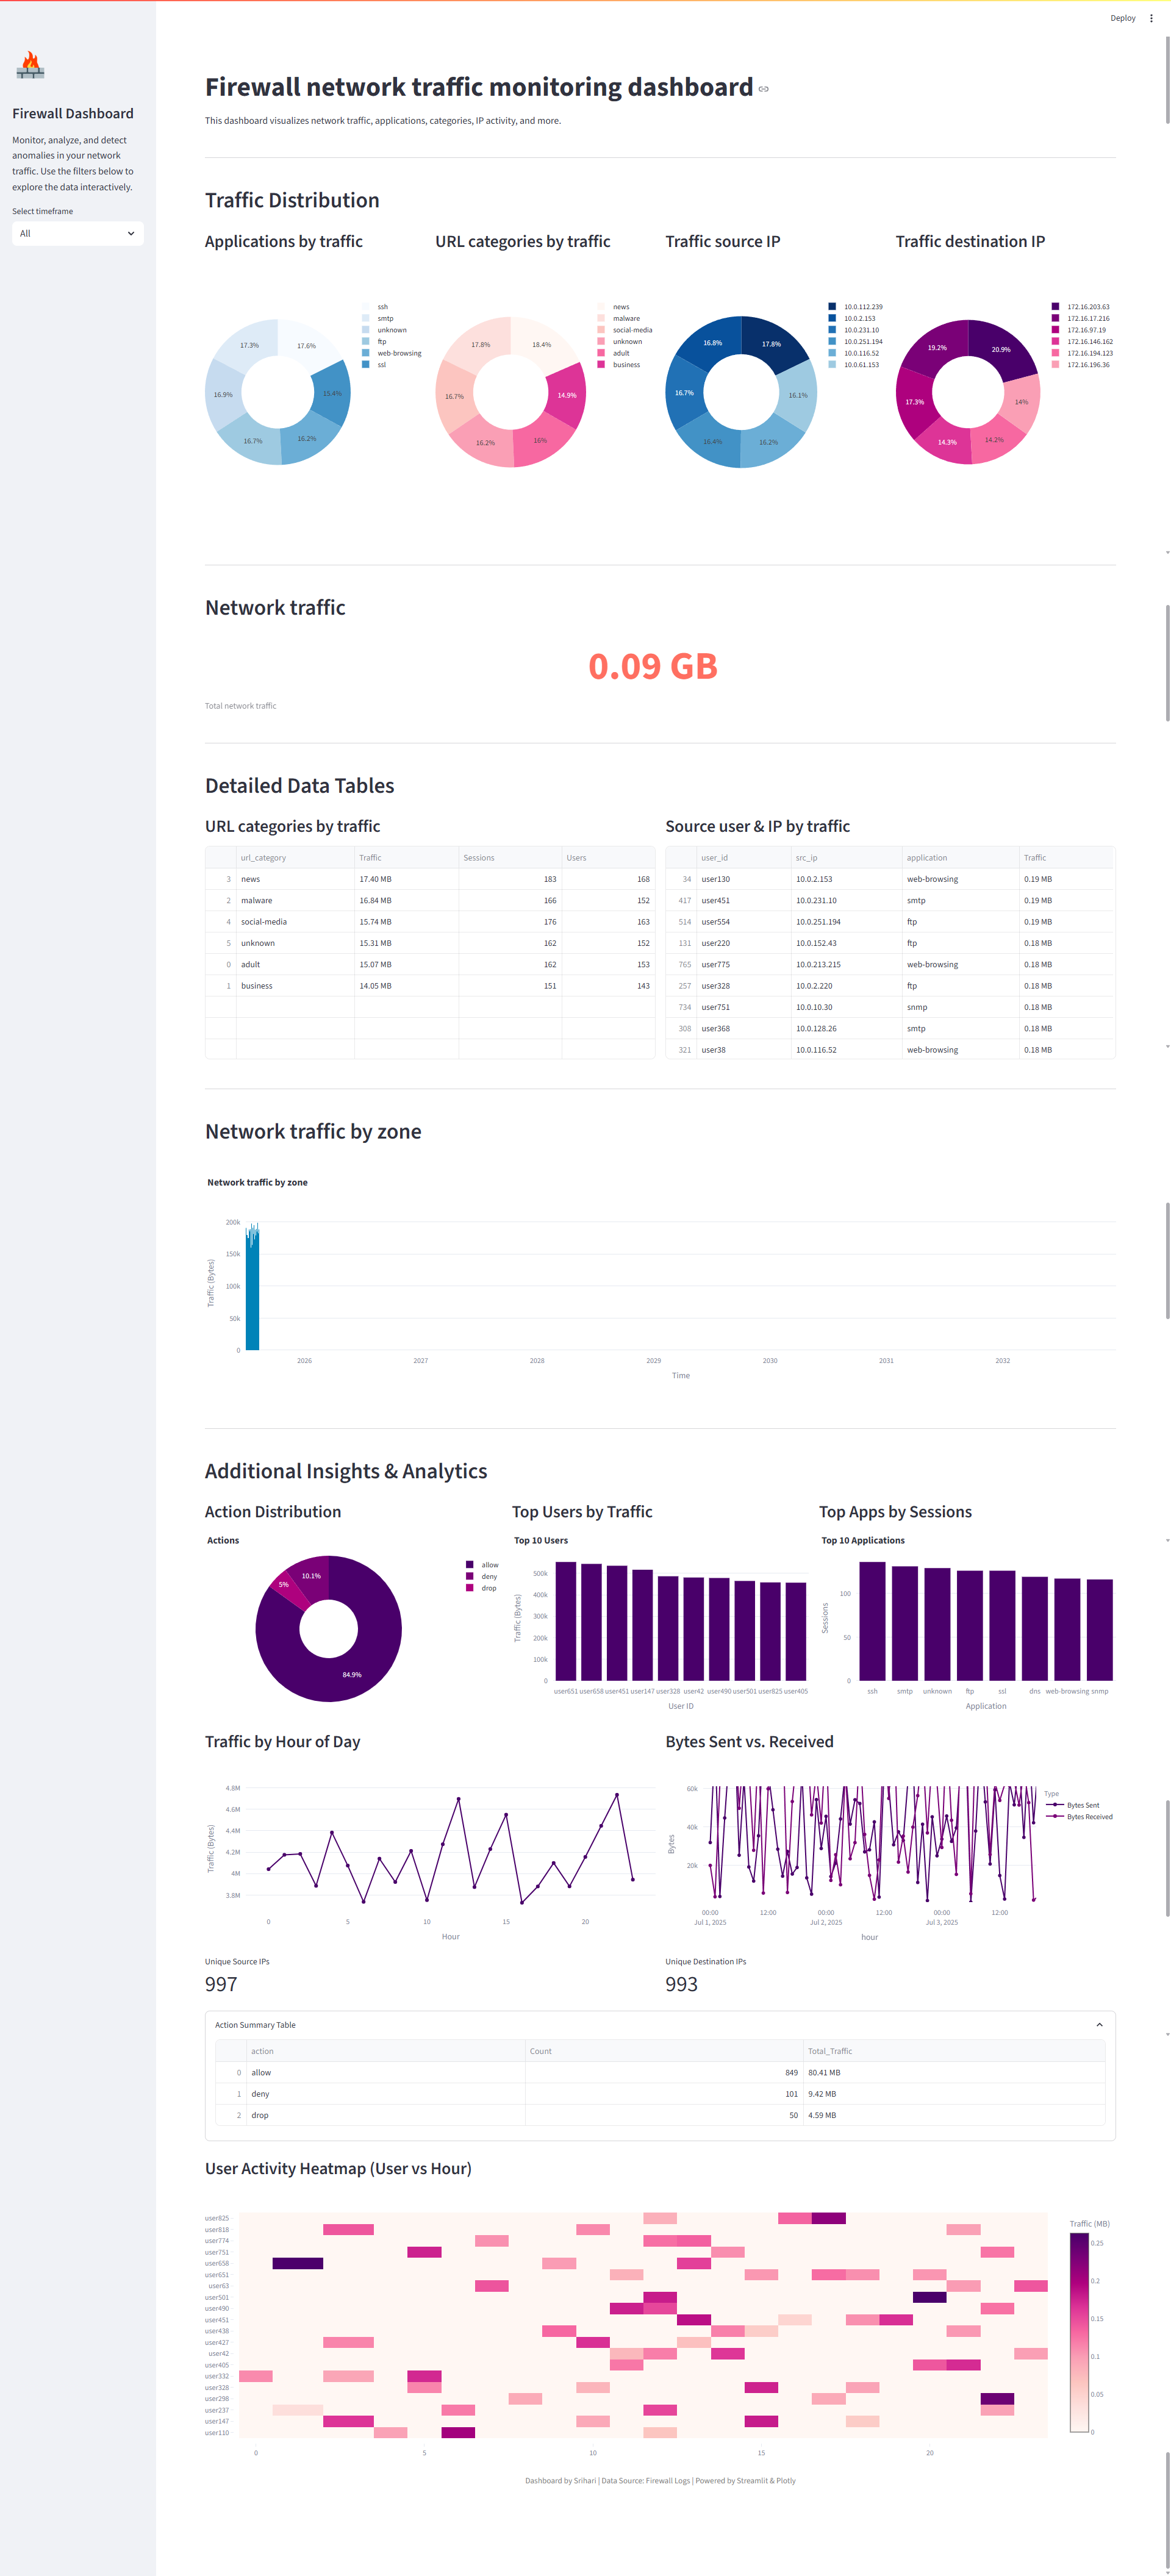 Deploy
Firewall Dashboard
Monitor, analyze, and detect
anomalies in your network
traffic. Use the filters below to
explore the data interactively.
Select timeframe
All
Firewall network traffic monitoring dashboard
This dashboard visualizes network traffic, applications, categories, IP activity, and more.
Traffic Distribution
Applications by traffic
17.3%
17.6%
16.9%
15.4%
16.7%
16.2%
ssh
smtp
unknown
ftp
web-browsing
ssl
URL categories by traffic
17.8%
18.4%
16.7%
14.9%
16.2%
16%
news
malware
social-media
unknown
adult
business
Traffic source IP
16.8%
17.8%
16.7%
16.1%
16.4%
16.2%
10.0.112.239
10.0.2.153
10.0.231.10
10.0.251.194
10.0.116.52
10.0.61.153
Traffic destination IP
19.2%
20.9%
17.3%
14%
14.3%
14.2%
172.16.203.63
172.16.17.216
172.16.97.19
172.16.146.162
172.16.194.123
172.16.196.36
Network traffic
0.09 GB
Total network traffic
Detailed Data Tables
URL categories by traffic
url_category Traffic Sessions Users
3 news 17.40 MB 183 168
2 malware 16.84 MB 166 152
4 social-media 15.74 MB 176 163
5 unknown 15.31 MB 162 152
0 adult 15.07 MB 162 153
1 business 14.05 MB 151 143
Source user & IP by traffic
user_id src_ip application Traffic
34 user130 10.0.2.153 web-browsing 0.19 MB
417 user451 10.0.231.10 smtp 0.19 MB
514 user554 10.0.251.194 ftp 0.19 MB
131 user220 10.0.152.43 ftp 0.18 MB
765 user775 10.0.213.215 web-browsing 0.18 MB
257 user328 10.0.2.220 ftp 0.18 MB
734 user751 10.0.10.30 snmp 0.18 MB
308 user368 10.0.128.26 smtp 0.18 MB
321 user38 10.0.116.52 web-browsing 0.18 MB
Network traffic by zone
Network traffic by zone
Traffic (Bytes)
200k
150k
100k
50k
0
2026 2027 2028 2029 2030 2031 2032
Time
Additional Insights & Analytics
Action Distribution
Actions
10.1%
5%
84.9%
allow
deny
drop
Top Users by Traffic
Top 10 Users
Traffic (Bytes)
500k
400k
300k
200k
100k
0
user651 user658 user451 user147 user328 user42 user490 user501 user825 user405
User ID
Top Apps by Sessions
Top 10 Applications
Sessions
100
50
0
ssh smtp unknown ftp ssl dns web-browsing snmp
Application
Traffic by Hour of Day
Traffic (Bytes)
4.8M
4.6M
4.4M
4.2M
4M
3.8M
0 5 10 15 20
Hour
Bytes Sent vs. Received
Bytes
60k
40k
20k
00:00 12:00 00:00 12:00 00:00 12:00
Jul 1, 2025 Jul 2, 2025 Jul 3, 2025
hour
Type
Bytes Sent
Bytes Received
Unique Source IPs
997
Unique Destination IPs
993
Action Summary Table
action Count Total_Traffic
0 allow 849 80.41 MB
1 deny 101 9.42 MB
2 drop 50 4.59 MB
User Activity Heatmap (User vs Hour)
user825
user818
user774
user751
user658
user651
user63
user501
user490
user451
user438
user427
user42
user405
user332
user328
user298
user237
user147
user110
0 5 10 15 20
Traffic (MB)
0.25
0.2
0.15
0.1
0.05
0
Dashboard by Srihari | Data Source: Firewall Logs | Powered by Streamlit & Plotly